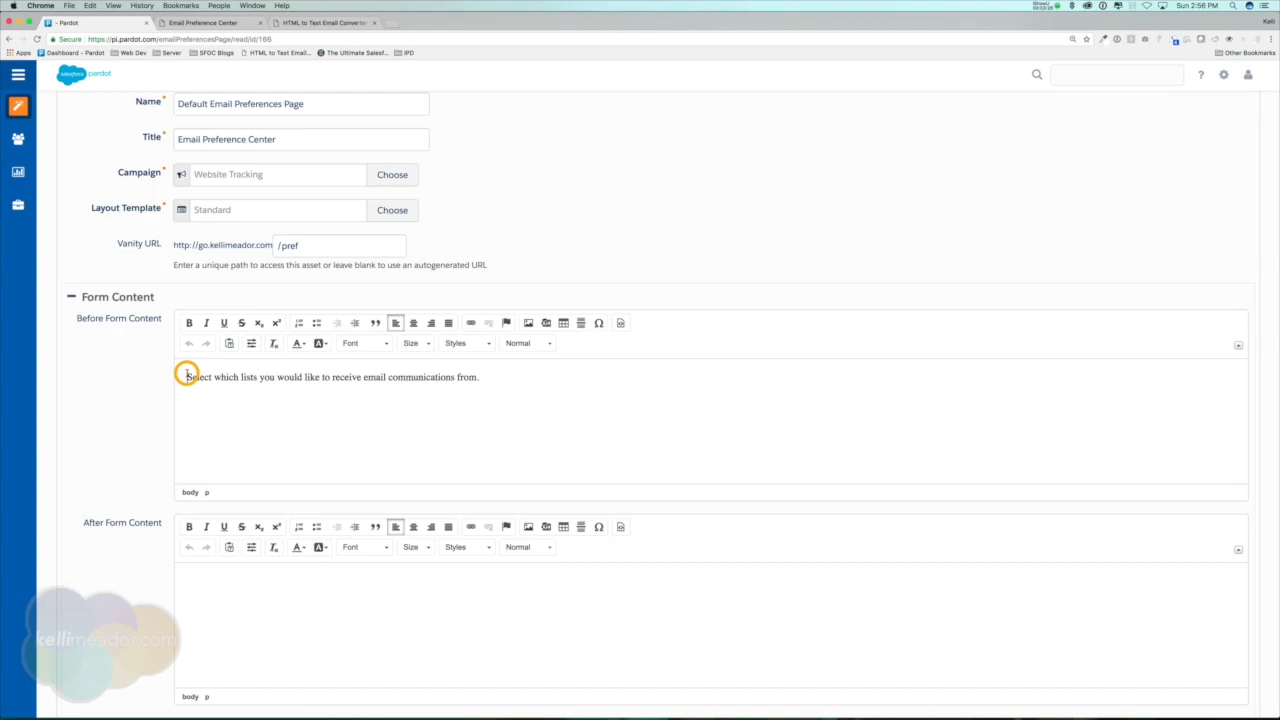 Chrome File Edit View History Bookmarks People Window Help
Sun 2:56 PM
- Pardot
Email Preference Center
HTML to Text Email Converter
Kelli
Secure https://pi.pardot.com/emailPreferencesPage/read/id/166
Apps Dashboard - Pardot Web Dev Server SFDC Blogs HTML to Text Email... The Ultimate Salesf... IPD Other Bookmarks
salesforce pardot
Name* Default Email Preferences Page
Title* Email Preference Center
Campaign* Website Tracking Choose
Layout Template* Standard Choose
Vanity URL http://go.kellimeador.com /pref
Enter a unique path to access this asset or leave blank to use an autogenerated URL
Form Content
Before Form Content
Font Size Styles Normal
Select which lists you would like to receive email communications from.
body p
After Form Content
Font Size Styles Normal
kellimeador.com
body p